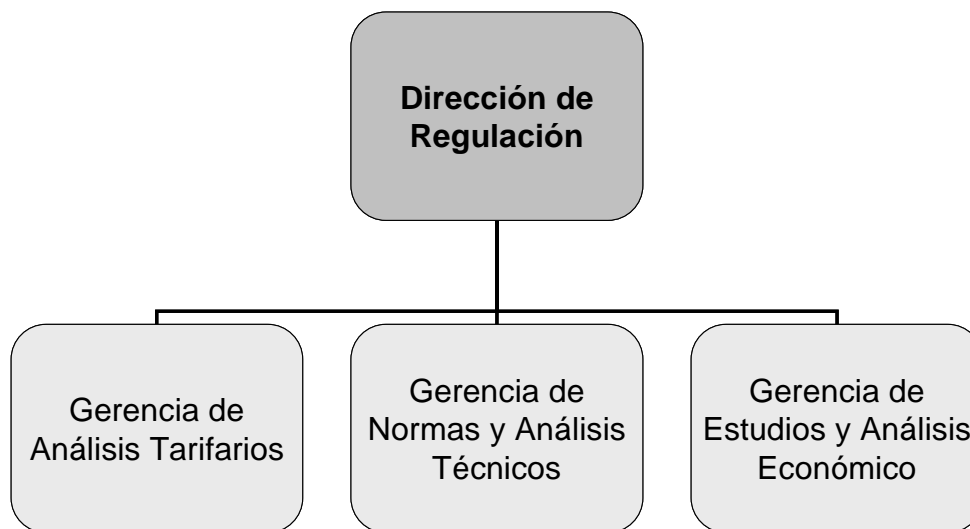 Dirección de
Regulación
Gerencia de
Análisis Tarifarios
Gerencia de
Normas y Análisis
Técnicos
Gerencia de
Estudios y Análisis
Económico